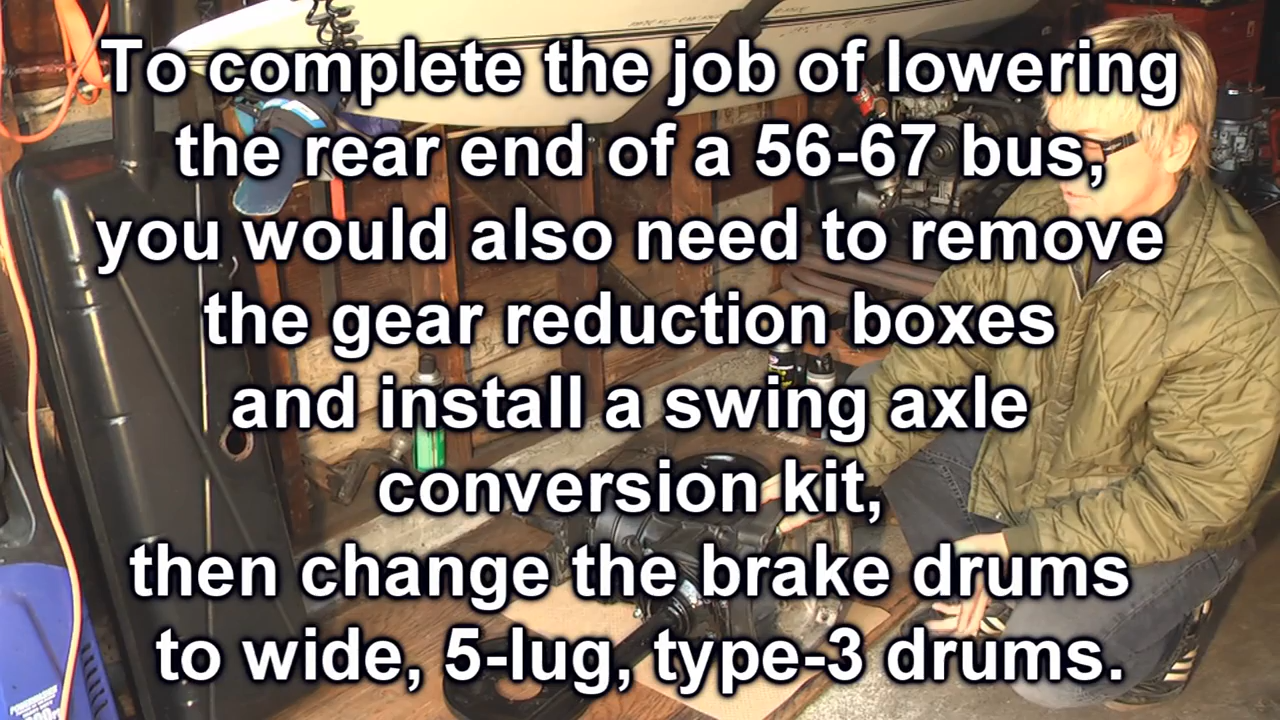 To complete the job of lowering
the rear end of a 56-67 bus,
you would also need to remove
the gear reduction boxes
and install a swing axle
conversion kit,
then change the brake drums
to wide, 5-lug, type-3 drums.